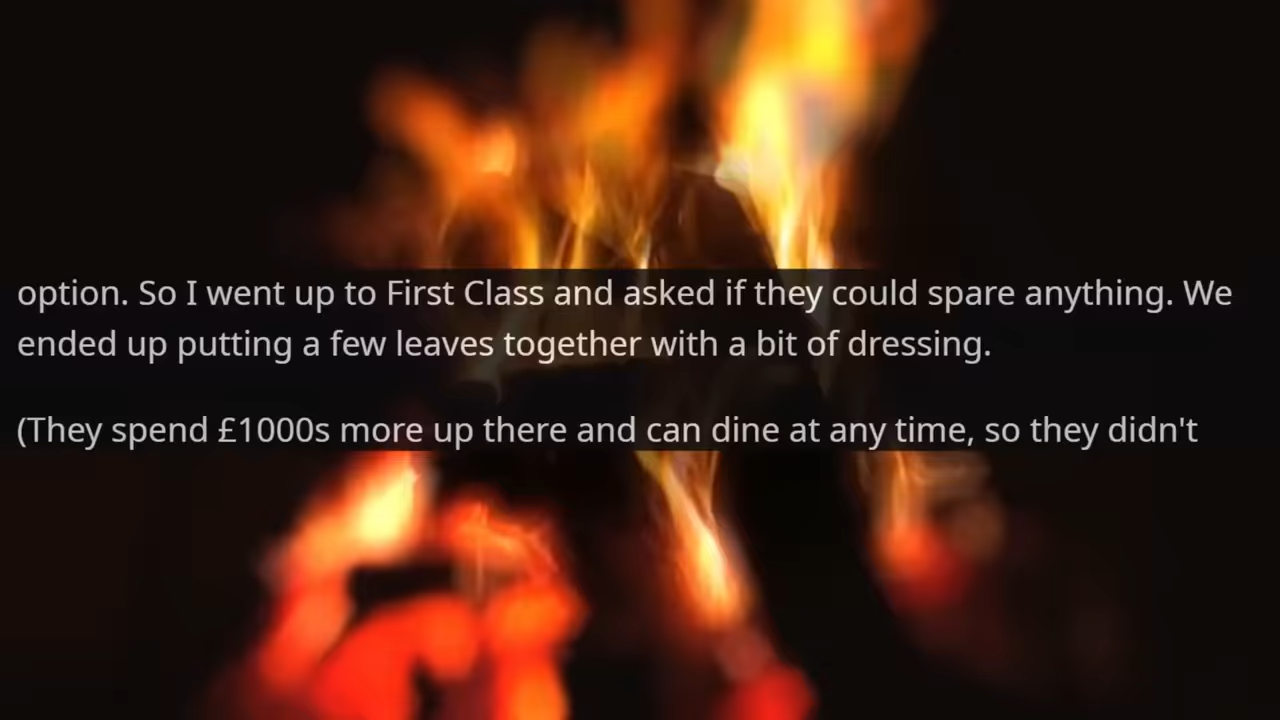 option. So I went up to First Class and asked if they could spare anything. We
ended up putting a few leaves together with a bit of dressing.
(They spend £1000s more up there and can dine at any time, so they didn't